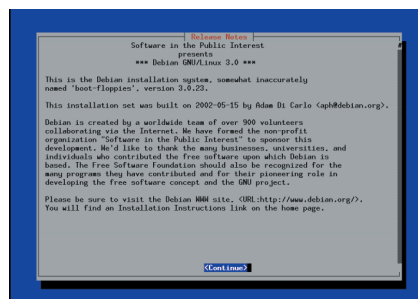 Release Notes
Software in the Public Interest
presents
*** Debian GNU/Linux 3.0 ***
This is the Debian installation system, somewhat inaccurately
named 'boot-floppies', version 3.0.23.
This installation set was built on 2002-05-15 by Adam Di Carlo <aph@debian.org>.
Debian is created by a worldwide team of over 900 volunteers
collaborating via the Internet. We have formed the non-profit
organization "Software in the Public Interest" to sponsor this
development. We'd like to thank the many businesses, universities, and
individuals who contributed the free software upon which Debian is
based. The Free Software Foundation should also be recognized for the
many programs they have contributed and for their pioneering role in
developing the free software concept and the GNU project.
Please be sure to visit the Debian WWW site, <URL:http://www.debian.org/>.
You will find an Installation Instructions link on the home page.
<Continue>